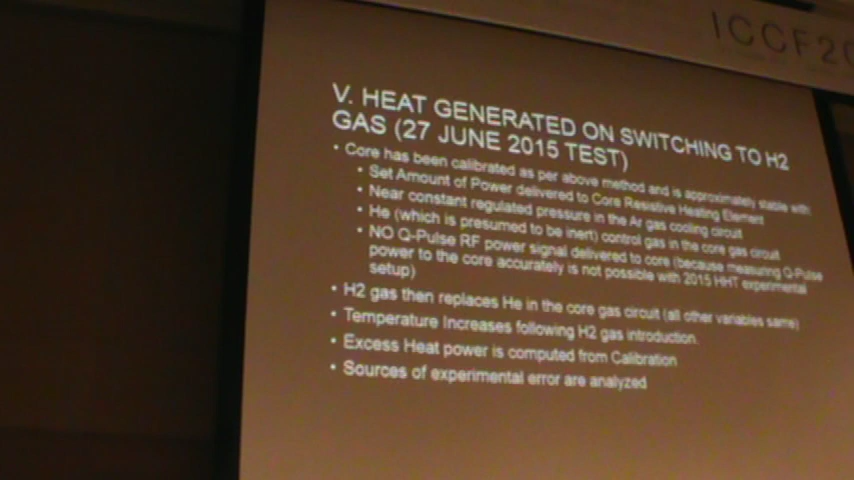 ICCF20
V. HEAT GENERATED ON SWITCHING TO H2
GAS (27 JUNE 2015 TEST)
• Core has been calibrated as per above method and is approximately stable with:
• Set Amount of Power delivered to Core Resistive Heating Element
• Near constant regulated pressure in the Ar gas cooling circuit
• He (which is presumed to be inert) control gas in the core gas circuit
• NO Q-Pulse RF power signal delivered to core (because measuring Q-Pulse
power to the core accurately is not possible with 2015 HHT experimental
setup)
• H2 gas then replaces He in the core gas circuit (all other variables same)
• Temperature Increases following H2 gas introduction.
• Excess Heat power is computed from Calibration
• Sources of experimental error are analyzed